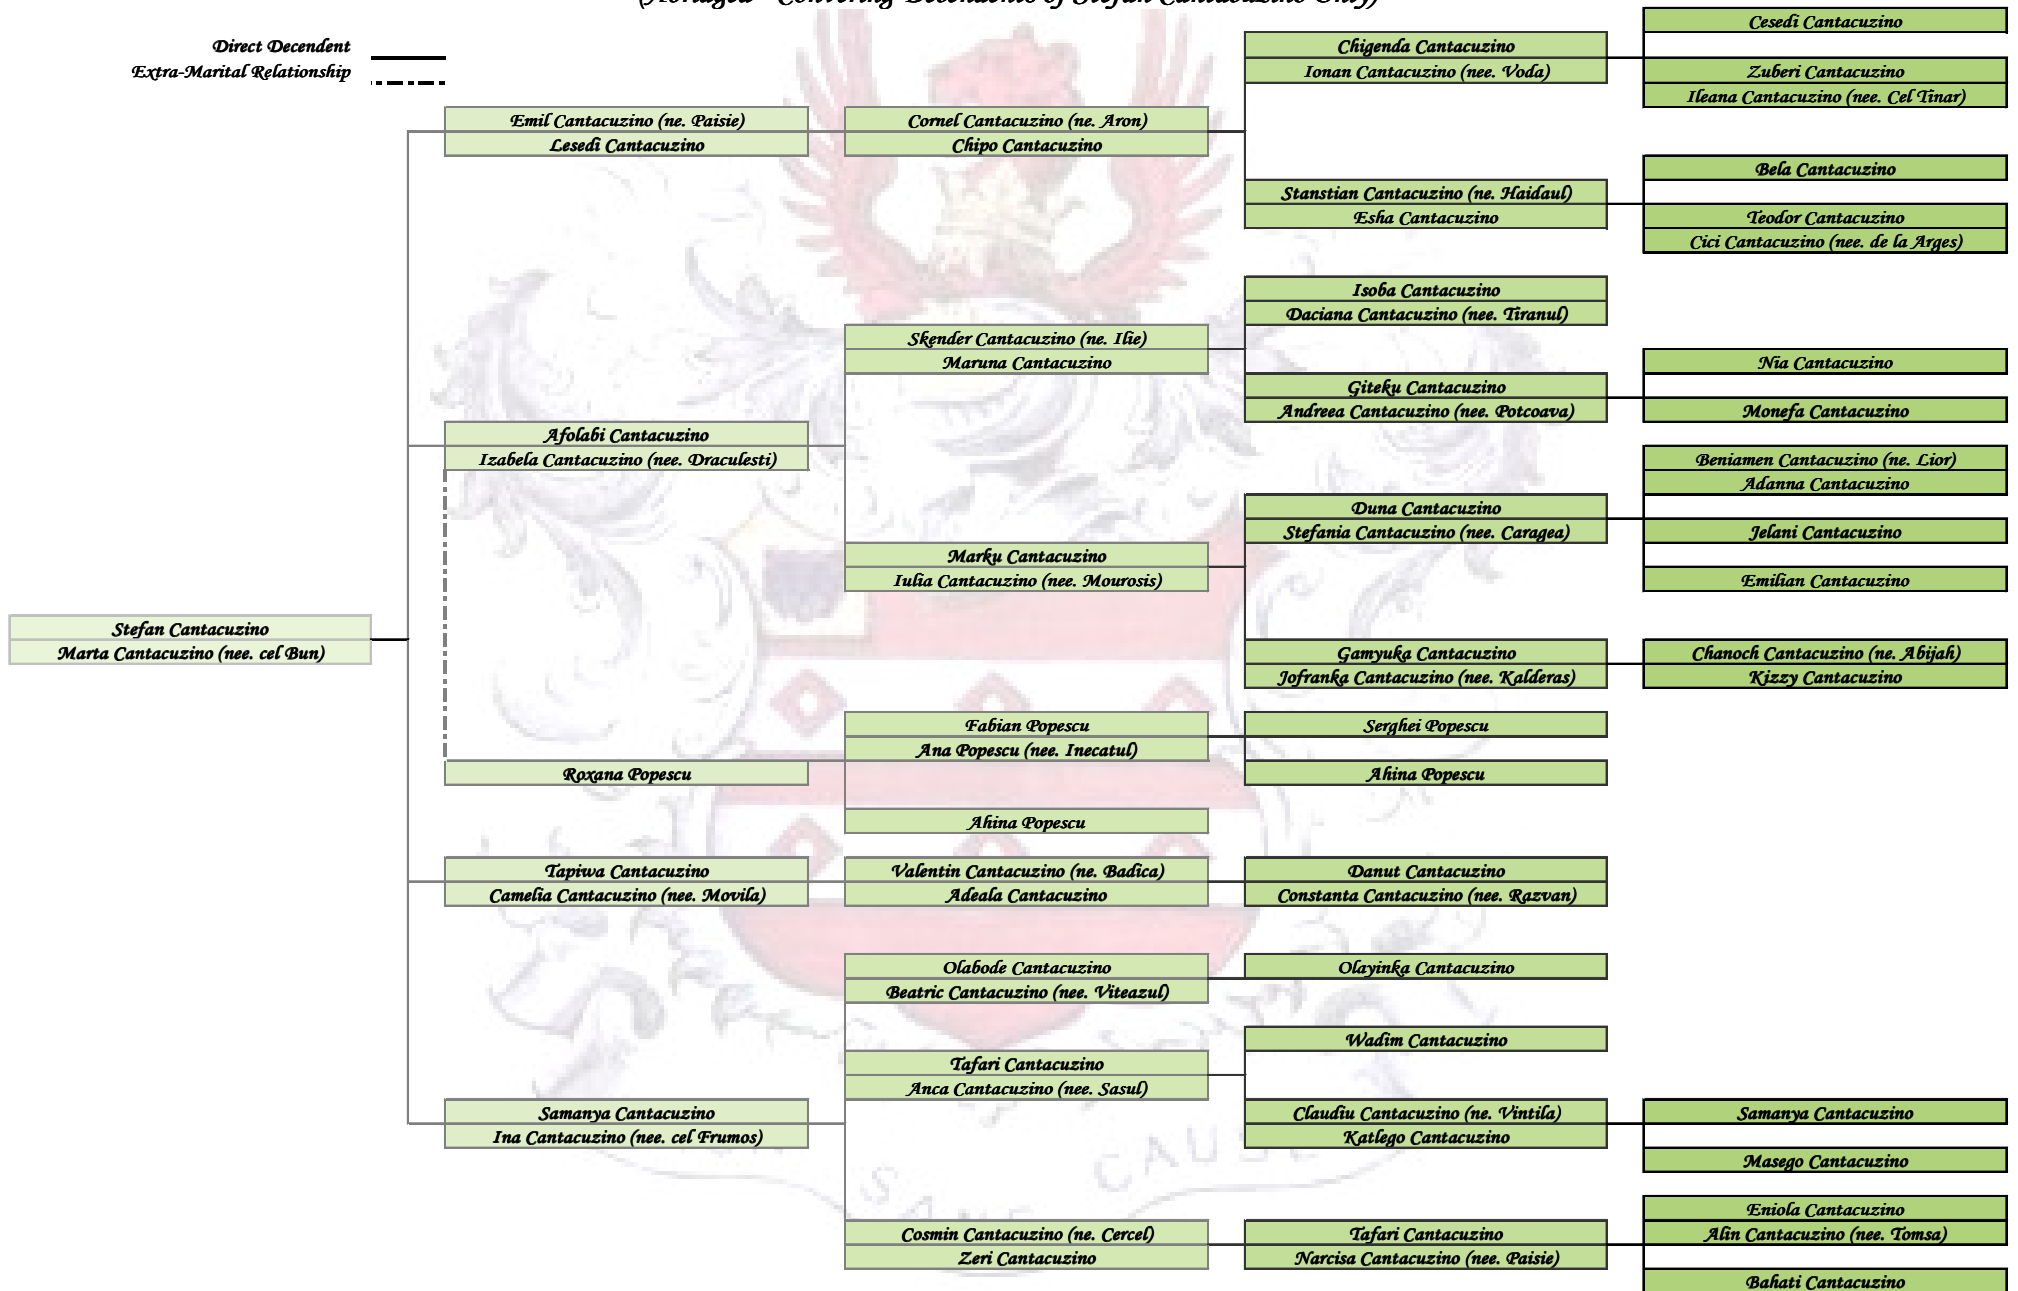 (Abridged - Convering Decendents of Stefan Cantacuzino Only)
Direct Decendent
Extra-Marital Relationship
Stefan Cantacuzino
Marta Cantacuzino (nee. cel Bun)
Emil Cantacuzino (ne. Paisie)
Lesedi Cantacuzino
Afolabi Cantacuzino
Izabela Cantacuzino (nee. Draculesti)
Roxana Popescu
Tapiwa Cantacuzino
Camelia Cantacuzino (nee. Movila)
Samanya Cantacuzino
Ina Cantacuzino (nee. cel Frumos)
Cornel Cantacuzino (ne. Aron)
Chipo Cantacuzino
Skender Cantacuzino (ne. Ilie)
Maruna Cantacuzino
Marku Cantacuzino
Iulia Cantacuzino (nee. Mourosis)
Fabian Popescu
Ana Popescu (nee. Inecatul)
Ahina Popescu
Valentin Cantacuzino (ne. Badica)
Adeala Cantacuzino
Olabode Cantacuzino
Beatric Cantacuzino (nee. Viteazul)
Tafari Cantacuzino
Anca Cantacuzino (nee. Sasul)
Cosmin Cantacuzino (ne. Cercel)
Zeri Cantacuzino
Chigenda Cantacuzino
Ionan Cantacuzino (nee. Voda)
Stanstian Cantacuzino (ne. Haidaul)
Esha Cantacuzino
Isoba Cantacuzino
Daciana Cantacuzino (nee. Tiranul)
Giteku Cantacuzino
Andreea Cantacuzino (nee. Potcoava)
Duna Cantacuzino
Stefania Cantacuzino (nee. Caragea)
Gamyuka Cantacuzino
Jofranka Cantacuzino (nee. Kalderas)
Serghei Popescu
Ahina Popescu
Danut Cantacuzino
Constanta Cantacuzino (nee. Razvan)
Olayinka Cantacuzino
Wadim Cantacuzino
Claudiu Cantacuzino (ne. Vintila)
Katlego Cantacuzino
Tafari Cantacuzino
Narcisa Cantacuzino (nee. Paisie)
Cesedi Cantacuzino
Zuberi Cantacuzino
Ileana Cantacuzino (nee. Cel Tinar)
Bela Cantacuzino
Teodor Cantacuzino
Cici Cantacuzino (nee. de la Arges)
Nia Cantacuzino
Monefa Cantacuzino
Beniamen Cantacuzino (ne. Lior)
Adanna Cantacuzino
Jelani Cantacuzino
Emilian Cantacuzino
Chanoch Cantacuzino (ne. Abijah)
Kizzy Cantacuzino
Samanya Cantacuzino
Masego Cantacuzino
Eniola Cantacuzino
Alin Cantacuzino (nee. Tomsa)
Bahati Cantacuzino
SANS CAUSE